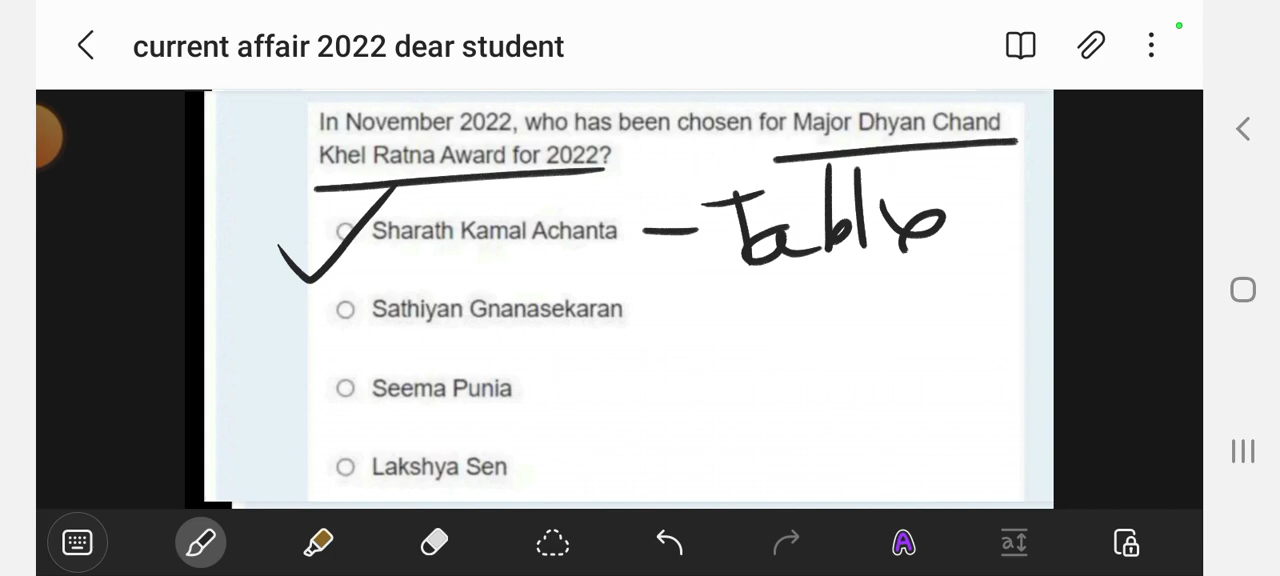 current affair 2022 dear student
In November 2022, who has been chosen for Major Dhyan Chand
Khel Ratna Award for 2022?
Sharath Kamal Achanta – Table
Sathiyan Gnanasekaran
Seema Punia
Lakshya Sen